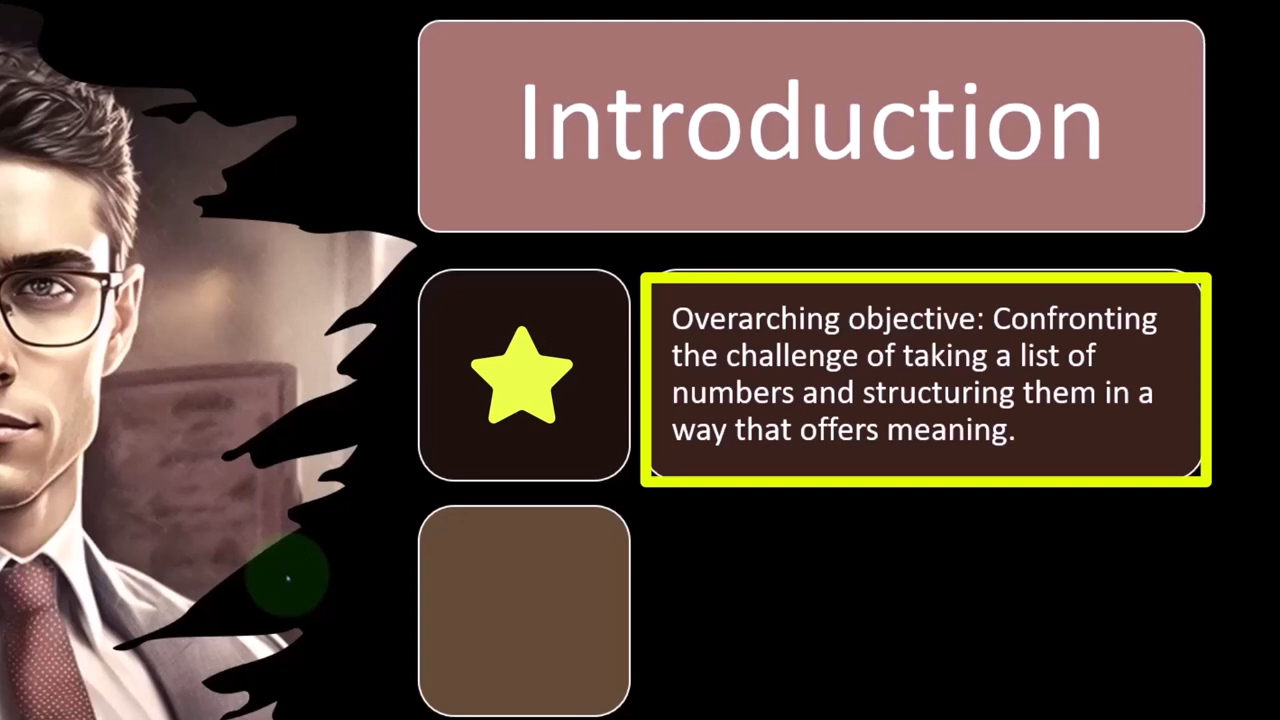 Introduction
Overarching objective: Confronting
the challenge of taking a list of
numbers and structuring them in a
way that offers meaning.